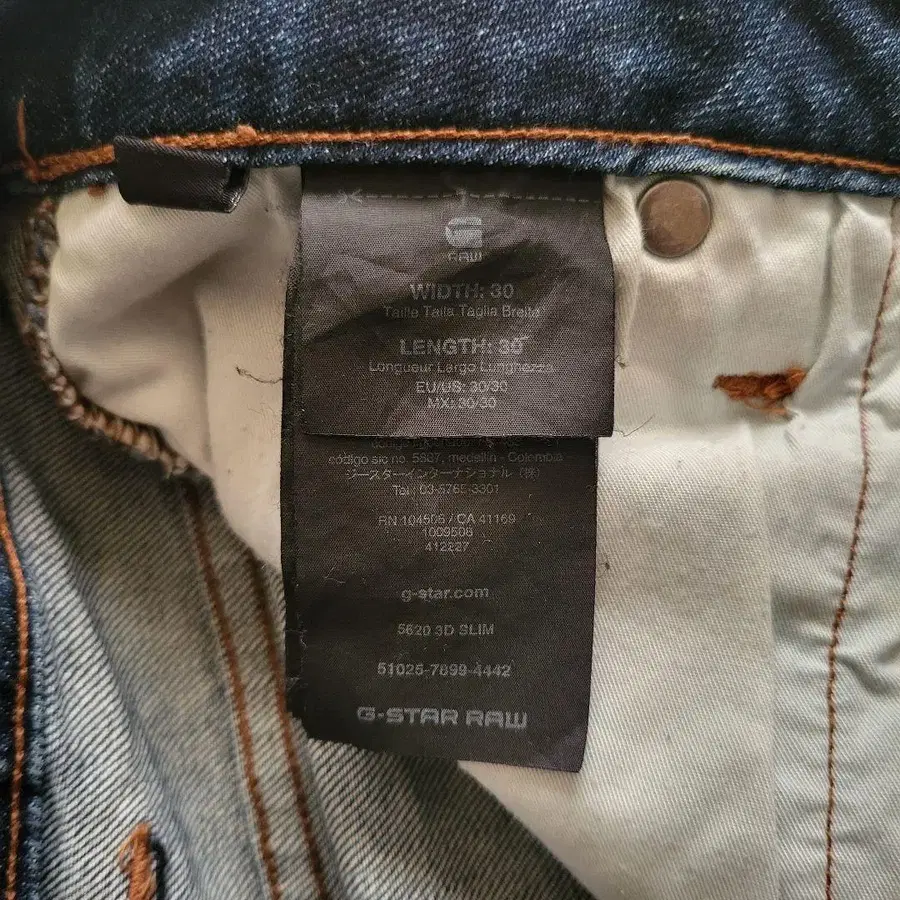 RAW
WIDTH: 30
Taille Talla Taglia Breite
LENGTH: 30
Longueur Largo Lunghezza
EU/US: 30/30
MX: 30/30
código sic no. 5887, medellin - Colombia
ジースターインターナショナル (株)
Tel: 03-5765-3301
RN 104506 / CA 41159
1009506
412227
g-star.com
5620 3D SLIM
51025-7899-4442
G-STAR RAW